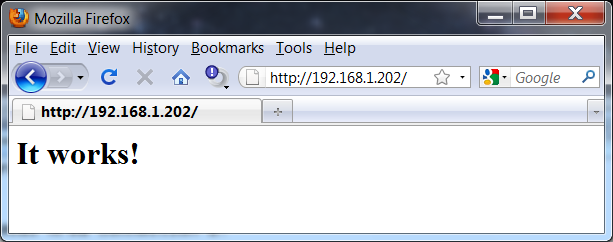 Mozilla Firefox
File Edit View History Bookmarks Tools Help
http://192.168.1.202/ Google
http://192.168.1.202/
It works!